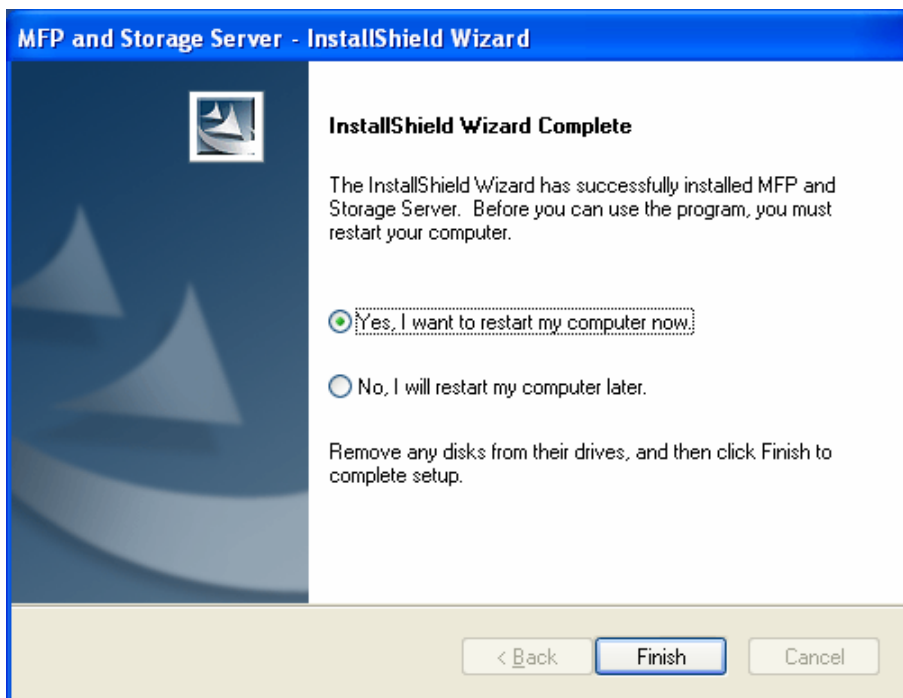 MFP and Storage Server - InstallShield Wizard
InstallShield Wizard Complete
The InstallShield Wizard has successfully installed MFP and
Storage Server.  Before you can use the program, you must
restart your computer.
Yes, I want to restart my computer now.
No, I will restart my computer later.
Remove any disks from their drives, and then click Finish to
complete setup.
< Back
Finish
Cancel